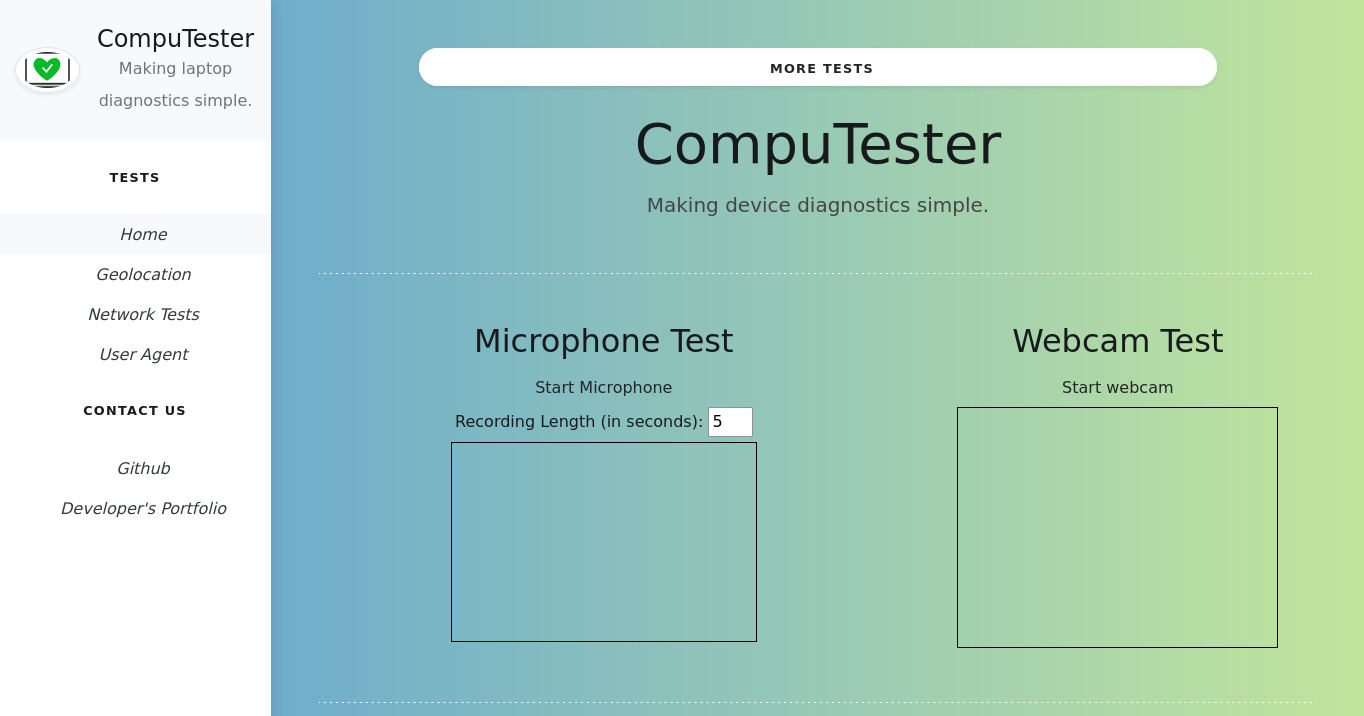 CompuTester
Making laptop
diagnostics simple.
TESTS
Home
Geolocation
Network Tests
User Agent
CONTACT US
Github
Developer's Portfolio
MORE TESTS
CompuTester
Making device diagnostics simple.
Microphone Test
Start Microphone
Recording Length (in seconds): 5
Webcam Test
Start webcam